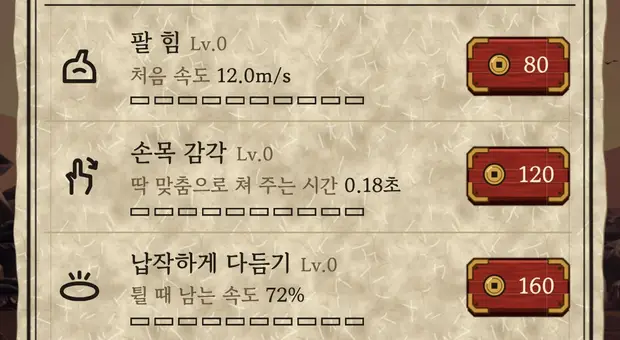 팔 힘 Lv.0
처음 속도 12.0m/s
80
손목 감각 Lv.0
딱 맞춤으로 쳐 주는 시간 0.18초
120
납작하게 다듬기 Lv.0
튈 때 남는 속도 72%
160